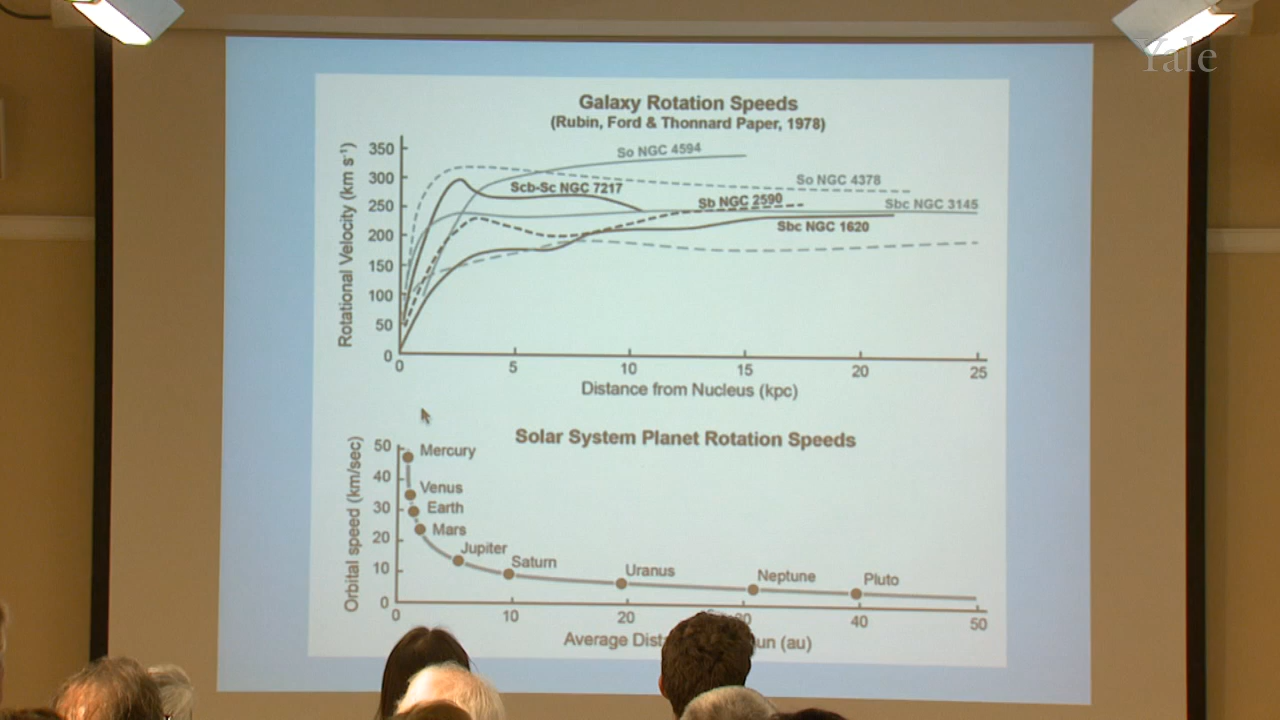 Yale
Galaxy Rotation Speeds
(Rubin, Ford & Thonnard Paper, 1978)
Rotational Velocity (km s⁻¹)
350
300
250
200
150
100
50
0
So NGC 4594
So NGC 4378
Scb-Sc NGC 7217
Sb NGC 2590
Sbc NGC 3145
Sbc NGC 1620
0 5 10 15 20 25
Distance from Nucleus (kpc)
Solar System Planet Rotation Speeds
Orbital speed (km/sec)
50
40
30
20
10
0
Mercury
Venus
Earth
Mars
Jupiter
Saturn
Uranus
Neptune
Pluto
0 10 20 40 50
Average un (au)